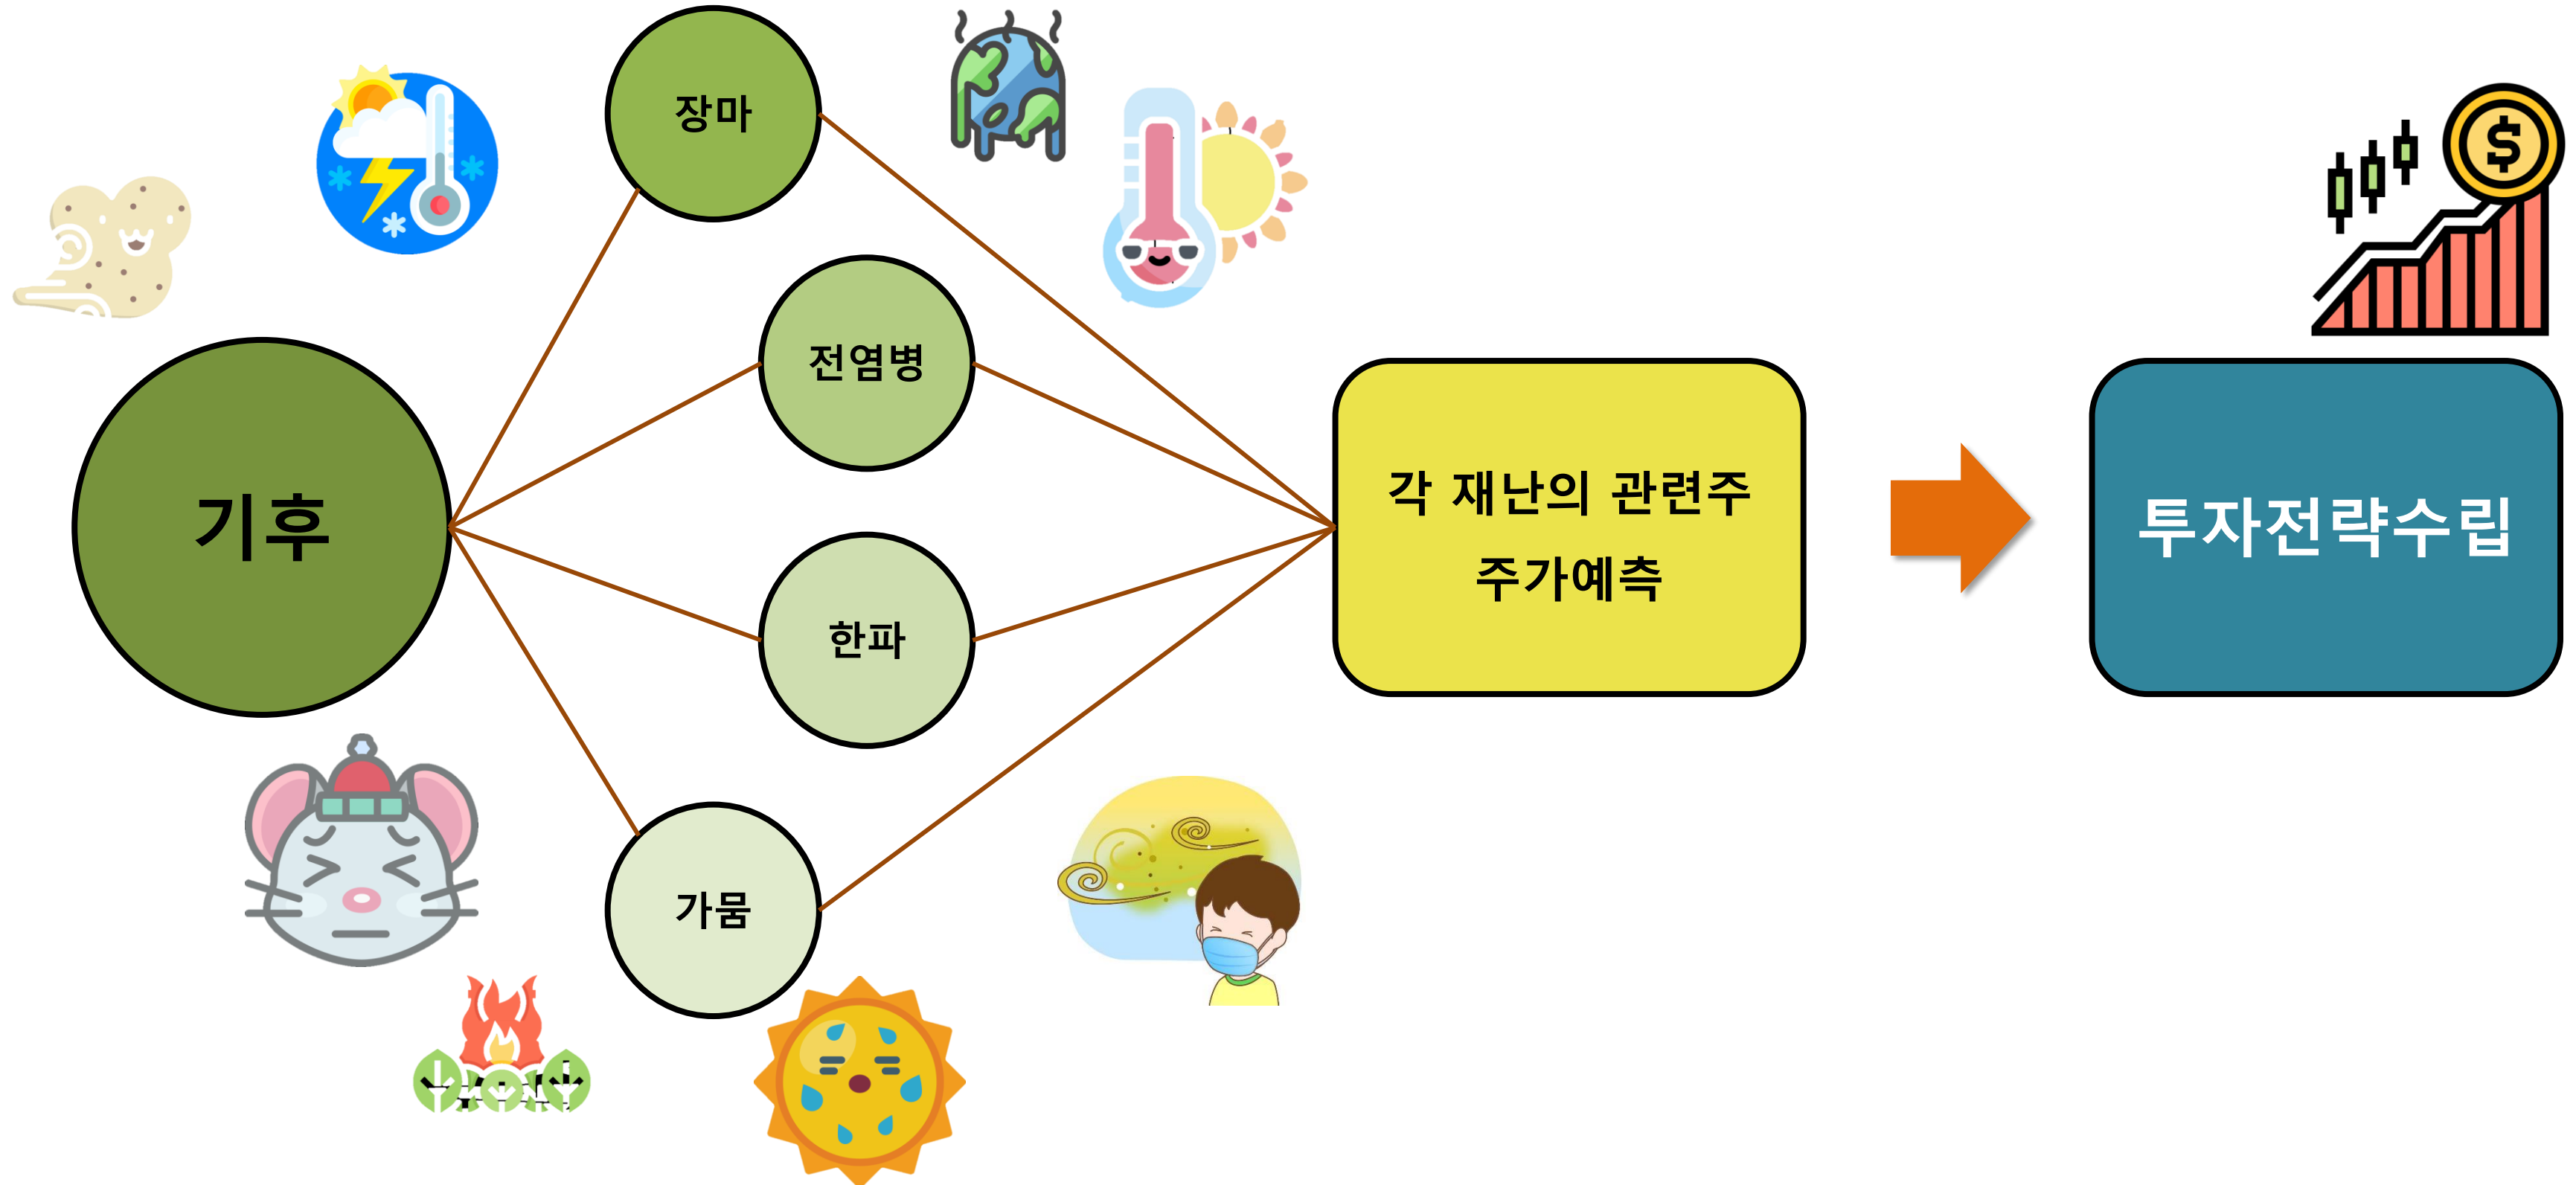 기후
장마
전염병
한파
가뭄
각 재난의 관련주
주가예측
투자전략수립
$